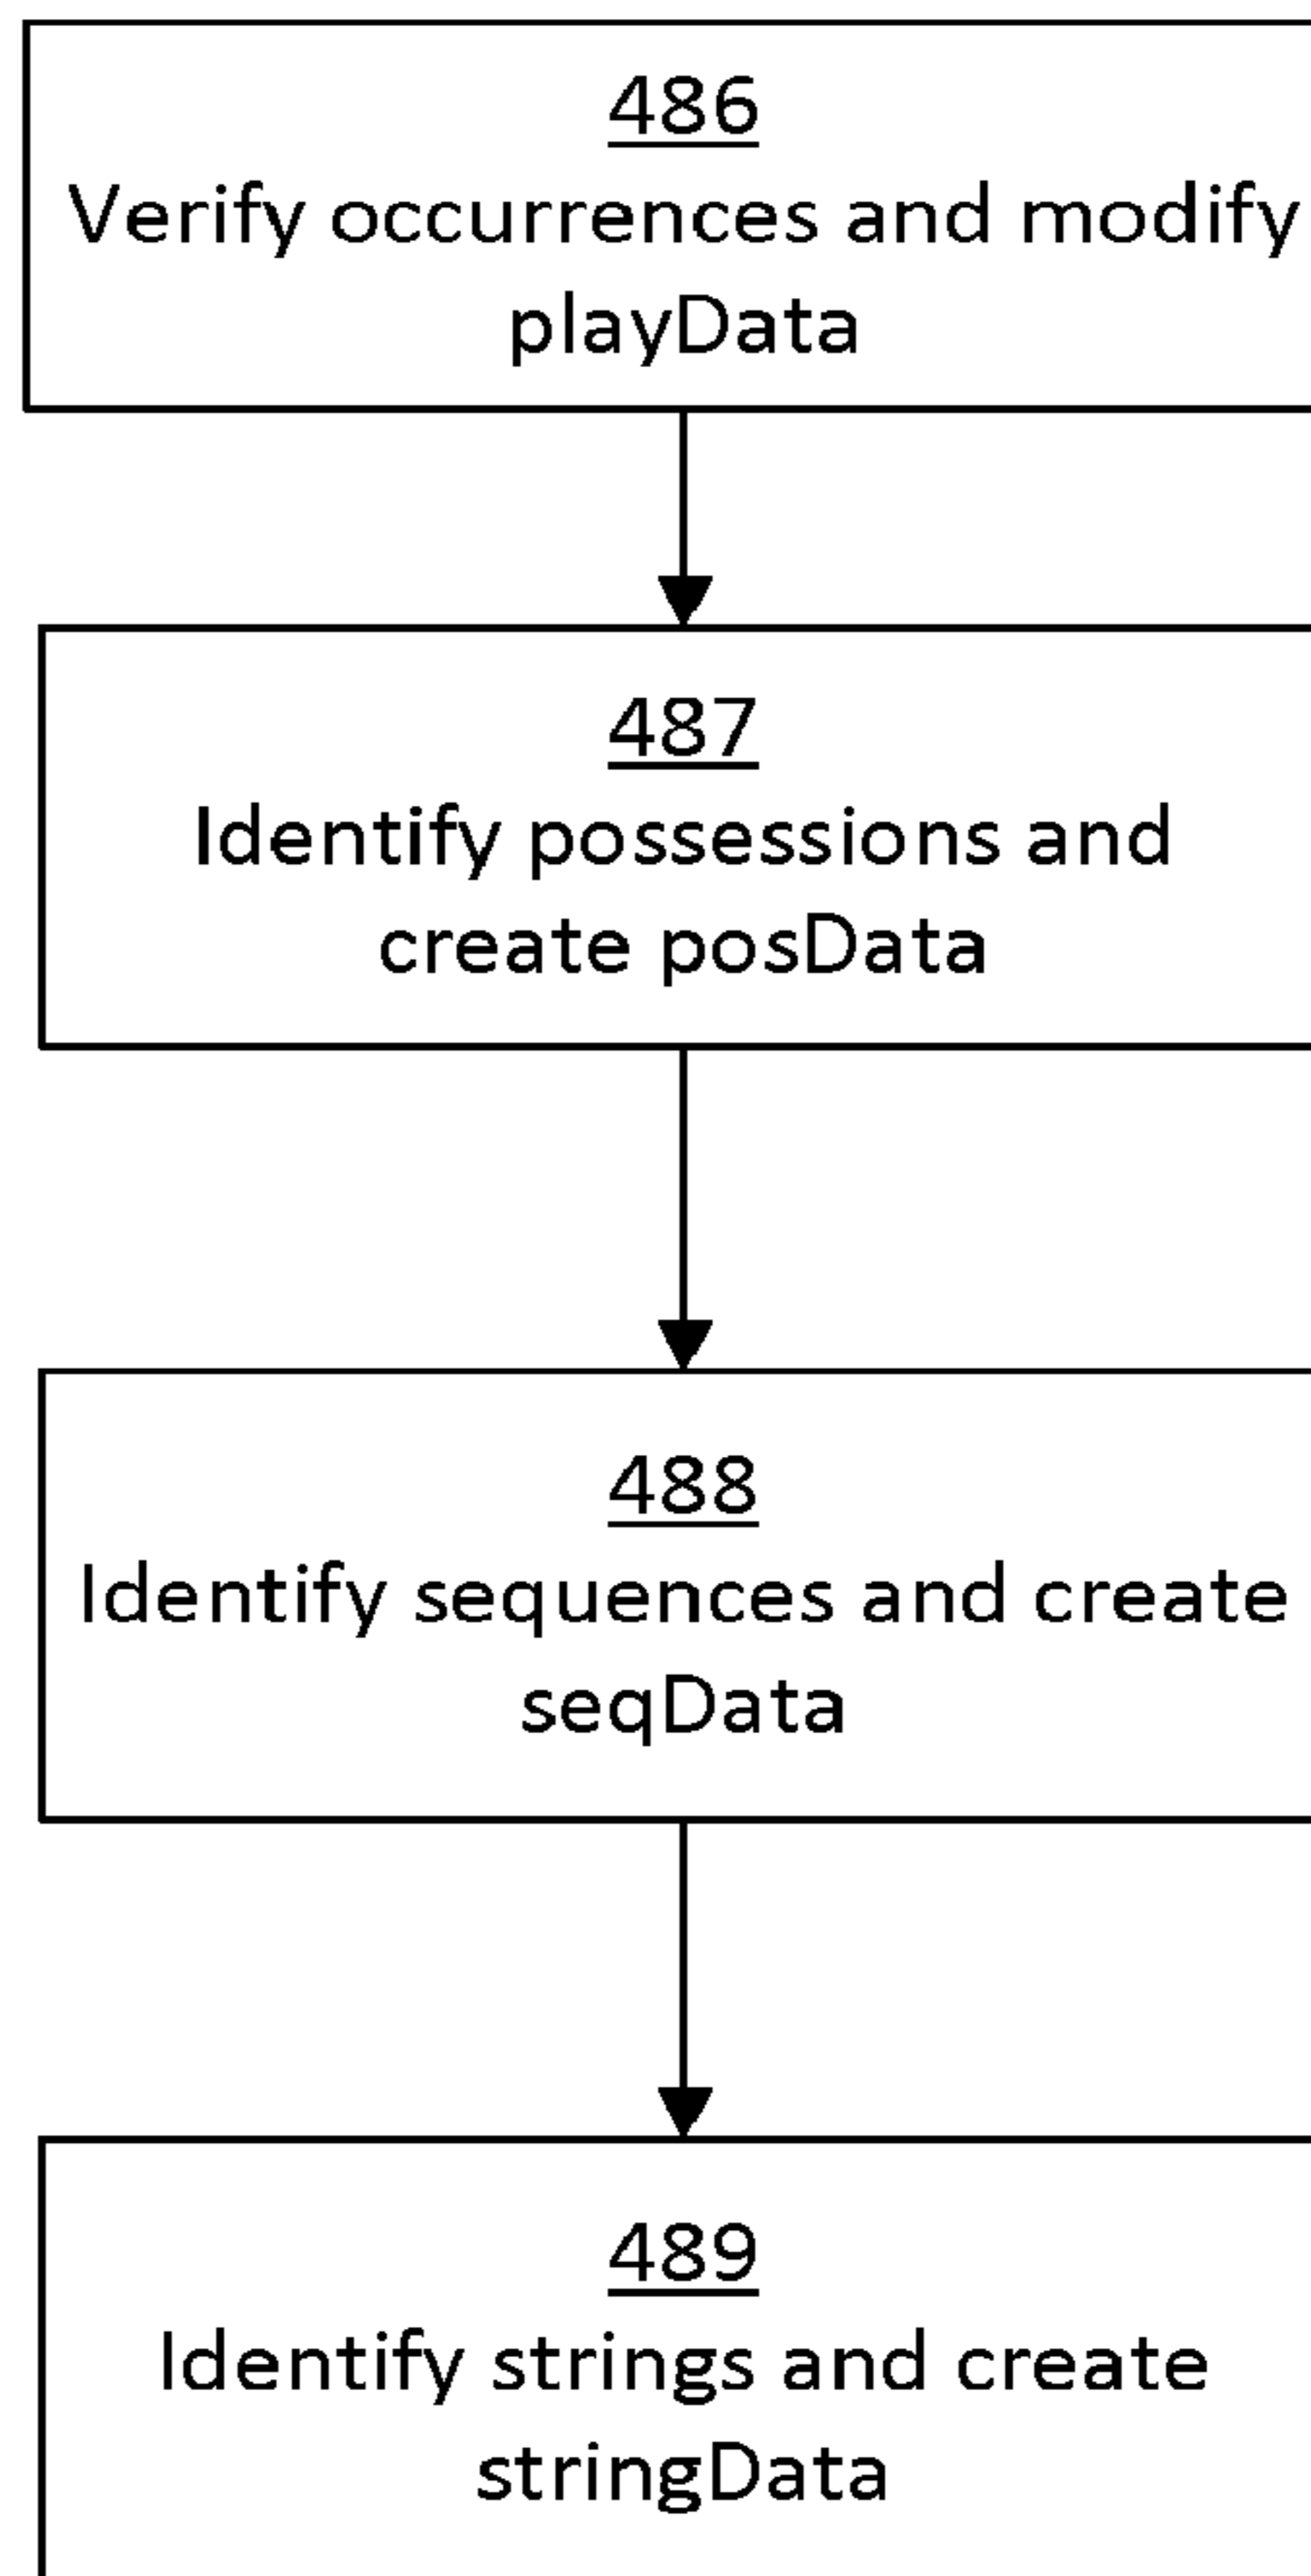 486
Verify occurrences and modify
playData
487
Identify possessions and
create posData
488
Identify sequences and create
seqData
489
Identify strings and create
stringData